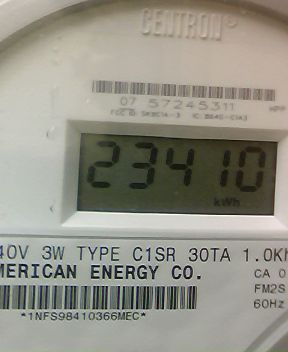 CENTRON®
07 57245311
23410
kWh
40V 3W TYPE C1SR 30TA 1.0Kh
MERICAN ENERGY CO.
CA 0
FM2S
60Hz
*1NFS98410366MEC*